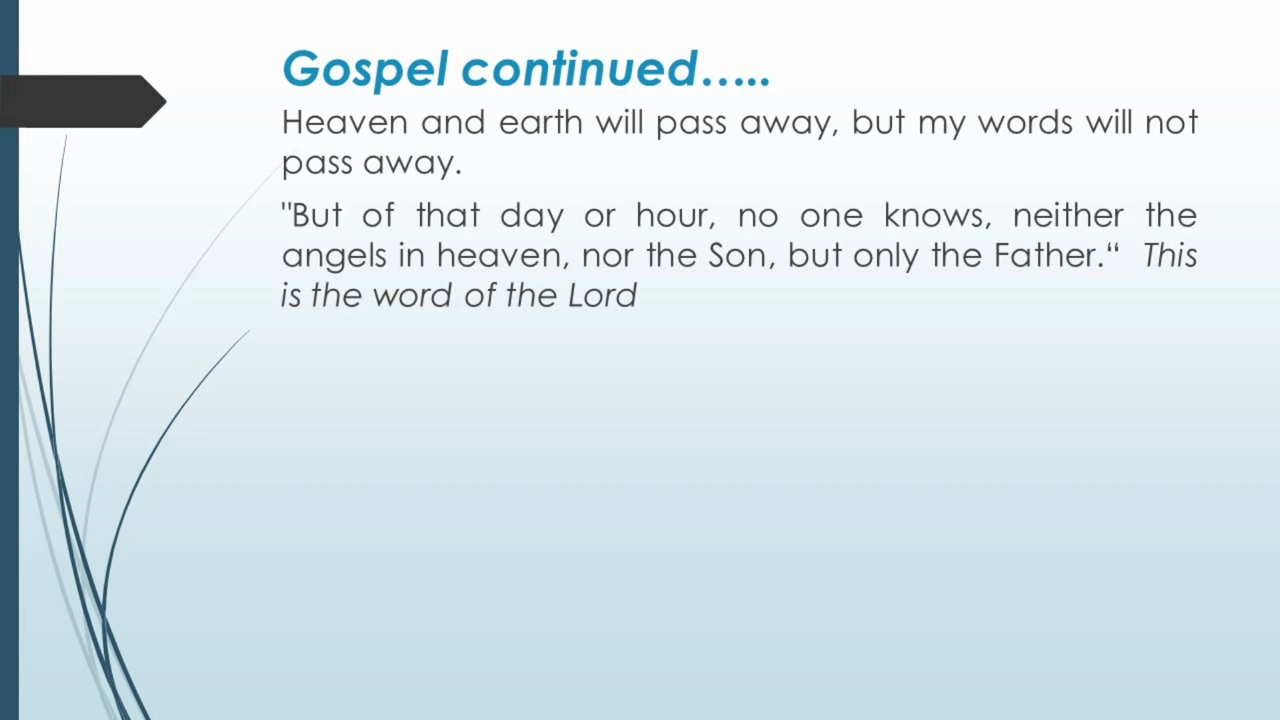 Gospel continued…..
Heaven and earth will pass away, but my words will not
pass away.
"But of that day or hour, no one knows, neither the
angels in heaven, nor the Son, but only the Father.“ This
is the word of the Lord